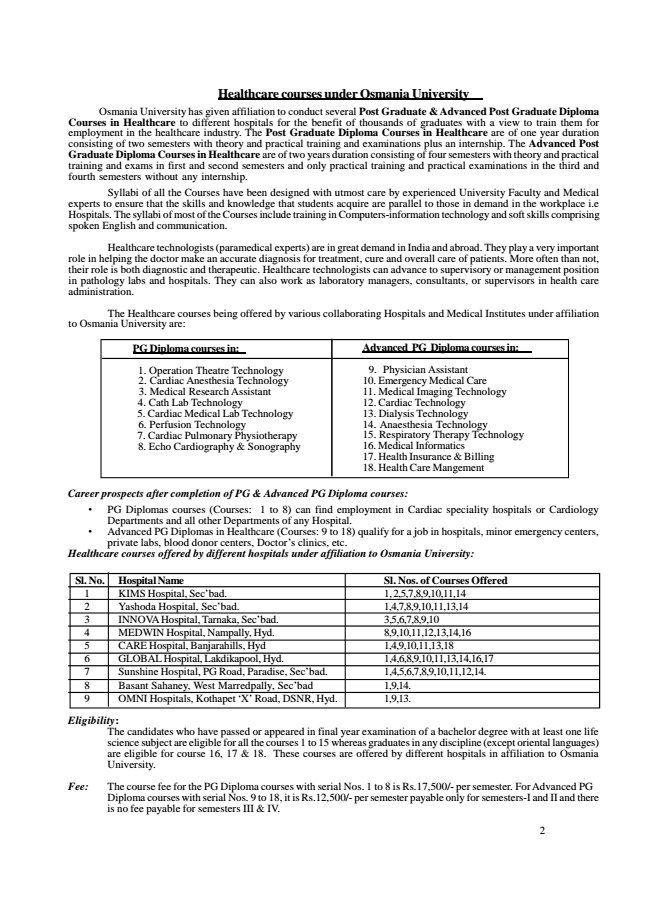 Healthcare courses under Osmania University
Osmania University has given affiliation to conduct several Post Graduate & Advanced Post Graduate Diploma
Courses in Healthcare to different hospitals for the benefit of thousands of graduates with a view to train them for
employment in the healthcare industry. The Post Graduate Diploma Courses in Healthcare are of one year duration
consisting of two semesters with theory and practical training and examinations plus an internship. The Advanced Post
Graduate Diploma Courses in Healthcare are of two years duration consisting of four semesters with theory and practical
training and exams in first and second semesters and only practical training and practical examinations in the third and
fourth semesters without any internship.
Syllabi of all the Courses have been designed with utmost care by experienced University Faculty and Medical
experts to ensure that the skills and knowledge that students acquire are parallel to those in demand in the workplace i.e
Hospitals. The syllabi of most of the Courses include training in Computers-information technology and soft skills comprising
spoken English and communication.
Healthcare technologists (paramedical experts) are in great demand in India and abroad. They play a very important
role in helping the doctor make an accurate diagnosis for treatment, cure and overall care of patients. More often than not,
their role is both diagnostic and therapeutic. Healthcare technologists can advance to supervisory or management position
in pathology labs and hospitals. They can also work as laboratory managers, consultants, or supervisors in health care
administration.
The Healthcare courses being offered by various collaborating Hospitals and Medical Institutes under affiliation
to Osmania University are:
PG Diploma courses in:
1. Operation Theatre Technology
2. Cardiac Anesthesia Technology
3. Medical Research Assistant
4. Cath Lab Technology
5. Cardiac Medical Lab Technology
6. Perfusion Technology
7. Cardiac Pulmonary Physiotherapy
8. Echo Cardiography & Sonography
Advanced PG Diploma courses in:
9. Physician Assistant
10. Emergency Medical Care
11. Medical Imaging Technology
12. Cardiac Technology
13. Dialysis Technology
14. Anaesthesia Technology
15. Respiratory Therapy Technology
16. Medical Informatics
17. Health Insurance & Billing
18. Health Care Mangement
Career prospects after completion of PG & Advanced PG Diploma courses:
• PG Diplomas courses (Courses: 1 to 8) can find employment in Cardiac speciality hospitals or Cardiology
Departments and all other Departments of any Hospital.
• Advanced PG Diplomas in Healthcare (Courses: 9 to 18) qualify for a job in hospitals, minor emergency centers,
private labs, blood donor centers, Doctor's clinics, etc.
Healthcare courses offered by different hospitals under affiliation to Osmania University:
Sl. No. Hospital Name Sl. Nos. of Courses Offered
1 KIMS Hospital, Sec'bad. 1, 2,5,7,8,9,10,11,14
2 Yashoda Hospital, Sec'bad. 1,4,7,8,9,10,11,13,14
3 INNOVA Hospital, Tarnaka, Sec'bad. 3,5,6,7,8,9,10
4 MEDWIN Hospital, Nampally, Hyd. 8,9,10,11,12,13,14,16
5 CARE Hospital, Banjarahills, Hyd 1,4,9,10,11,13,18
6 GLOBAL Hospital, Lakdikapool, Hyd. 1,4,6,8,9,10,11,13,14,16,17
7 Sunshine Hospital, PG Road, Paradise, Sec'bad. 1,4,5,6,7,8,9,10,11,12,14.
8 Basant Sahaney, West Marredpally, Sec'bad 1,9,14.
9 OMNI Hospitals, Kothapet 'X' Road, DSNR, Hyd. 1,9,13.
Eligibility:
The candidates who have passed or appeared in final year examination of a bachelor degree with at least one life
science subject are eligible for all the courses 1 to 15 whereas graduates in any discipline (except oriental languages)
are eligible for course 16, 17 & 18. These courses are offered by different hospitals in affiliation to Osmania
University.
Fee: The course fee for the PG Diploma courses with serial Nos. 1 to 8 is Rs.17,500/- per semester. For Advanced PG
Diploma courses with serial Nos. 9 to 18, it is Rs.12,500/- per semester payable only for semesters-I and II and there
is no fee payable for semesters III & IV.
2